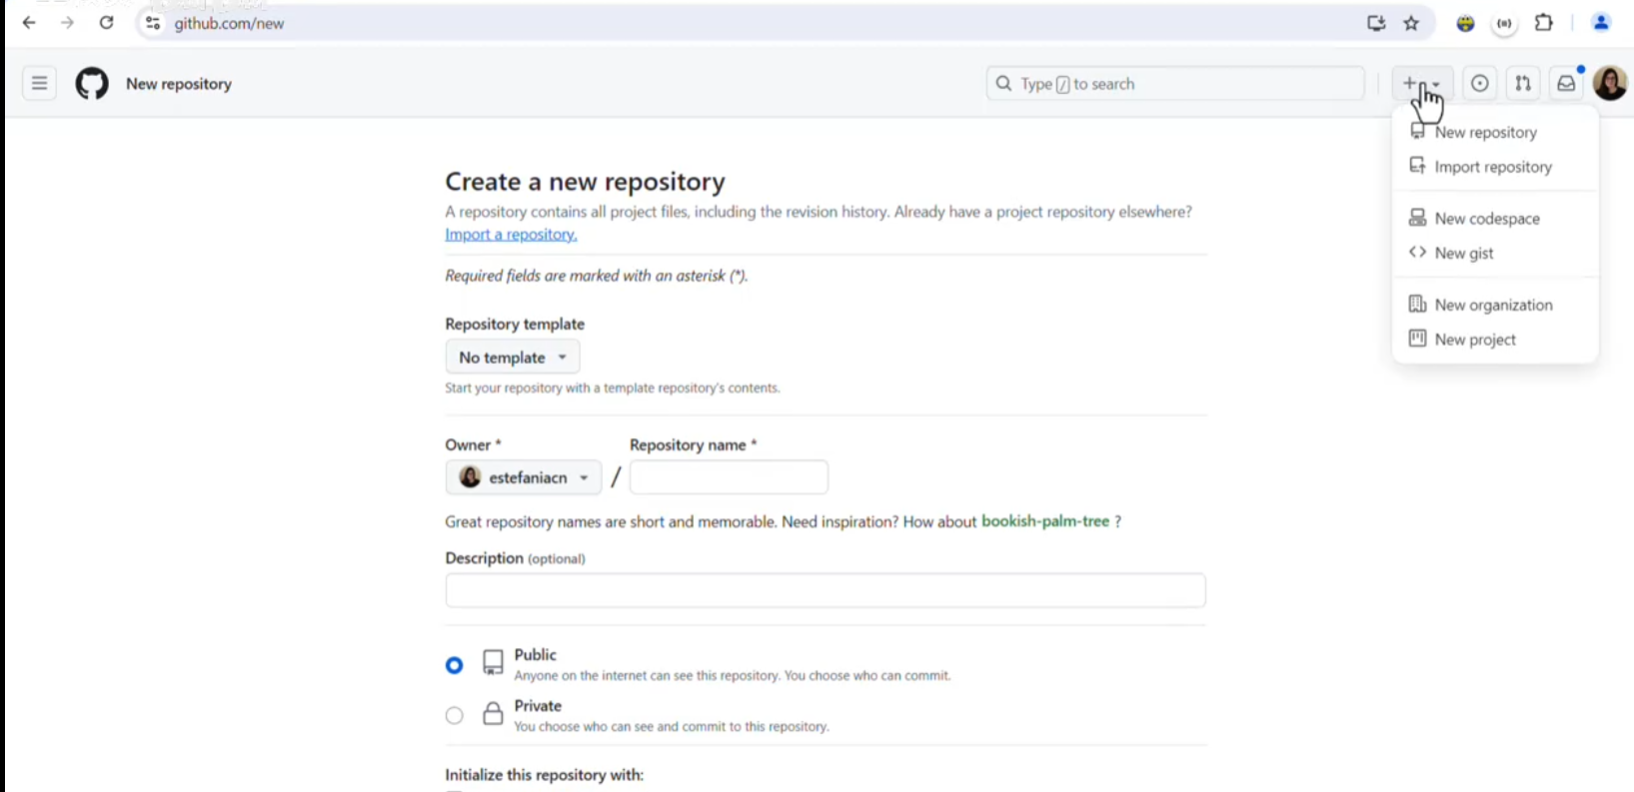 github.com/new
New repository
Type / to search
New repository
Import repository
New codespace
New gist
New organization
New project
Create a new repository
A repository contains all project files, including the revision history. Already have a project repository elsewhere?
Import a repository.
Required fields are marked with an asterisk (*).
Repository template
No template
Start your repository with a template repository's contents.
Owner *
Repository name *
estefaniacn
/
Great repository names are short and memorable. Need inspiration? How about bookish-palm-tree ?
Description (optional)
Public
Anyone on the internet can see this repository. You choose who can commit.
Private
You choose who can see and commit to this repository.
Initialize this repository with: